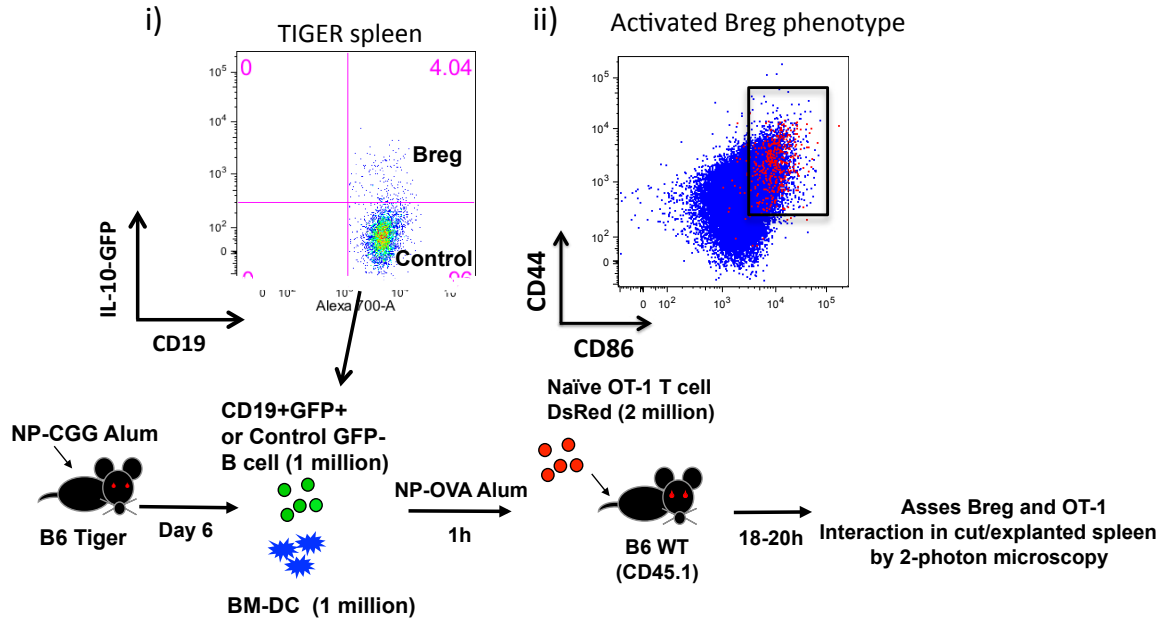 i)
TIGER spleen
ii)
Activated Breg phenotype
0
4.04
10⁵
10⁴
10³
10²
0
Breg
Control
IL-10-GFP
CD19
Alexa 700-A
10⁵
10⁴
10³
10²
0
0 10² 10³ 10⁴ 10⁵
CD44
CD86
Naïve OT-1 T cell
DsRed (2 million)
CD19+GFP+
or Control GFP-
B cell (1 million)
NP-CGG Alum
B6 Tiger
Day 6
BM-DC (1 million)
NP-OVA Alum
1h
B6 WT
(CD45.1)
18-20h
Asses Breg and OT-1
Interaction in cut/explanted spleen
by 2-photon microscopy